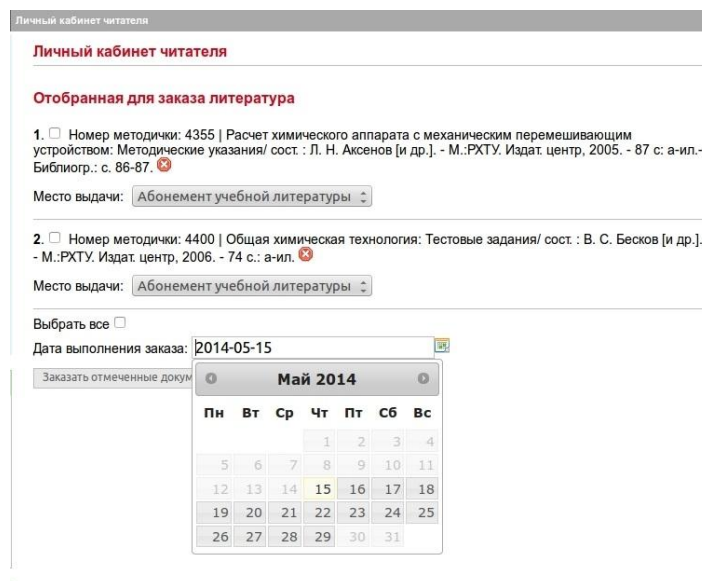 Личный кабинет читателя
Личный кабинет читателя
Отобранная для заказа литература
1. Номер методички: 4355 | Расчет химического аппарата с механическим перемешивающим
устройством: Методические указания/ сост. : Л. Н. Аксенов [и др.]. - М.:РХТУ. Издат. центр, 2005. - 87 с: а-ил.-
Библиогр.: с. 86-87.
Место выдачи: Абонемент учебной литературы
2. Номер методички: 4400 | Общая химическая технология: Тестовые задания/ сост. : В. С. Бесков [и др.].
- М.:РХТУ. Издат. центр, 2006. - 74 с.: а-ил.
Место выдачи: Абонемент учебной литературы
Выбрать все
Дата выполнения заказа: 2014-05-15
Заказать отмеченные докум
Май 2014
Пн Вт Ср Чт Пт Сб Вс
1 2 3 4
5 6 7 8 9 10 11
12 13 14 15 16 17 18
19 20 21 22 23 24 25
26 27 28 29 30 31